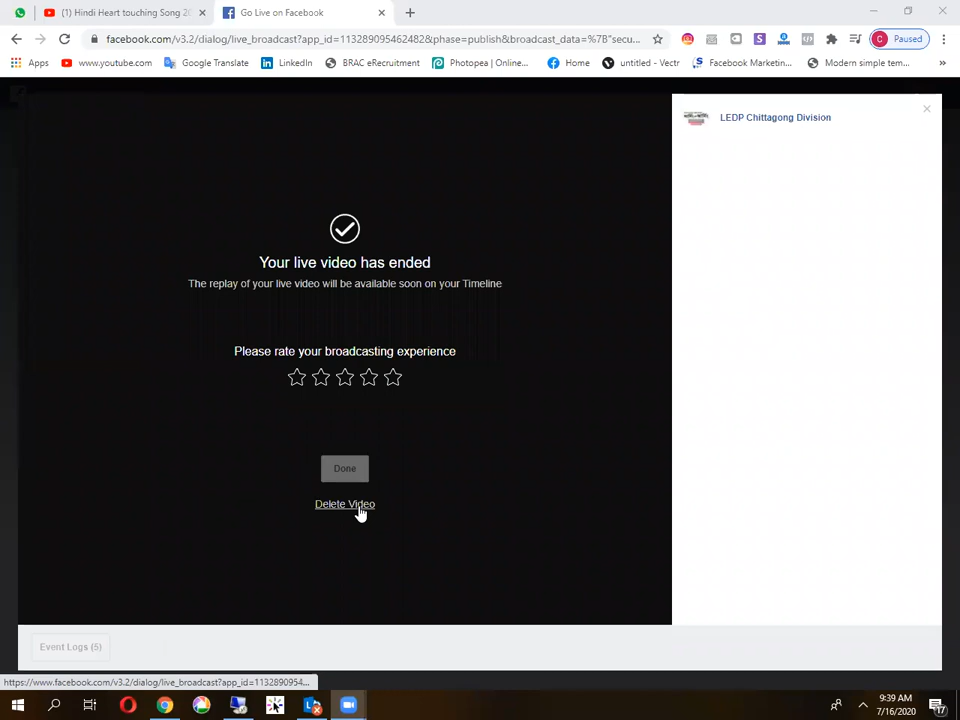 (1) Hindi Heart touching Song 20
Go Live on Facebook
facebook.com/v3.2/dialog/live_broadcast?app_id=113289095462482&phase=publish&broadcast_data=%7B"secu...
Paused
Apps
www.youtube.com
Google Translate
LinkedIn
BRAC eRecruitment
Photopea | Online...
Home
untitled - Vectr
Facebook Marketin...
Modern simple tem...
LEDP Chittagong Division
Your live video has ended
The replay of your live video will be available soon on your Timeline
Please rate your broadcasting experience
Done
Delete Video
Event Logs (5)
https://www.facebook.com/v3.2/dialog/live_broadcast?app_id=1132890954...
9:39 AM
7/16/2020
17